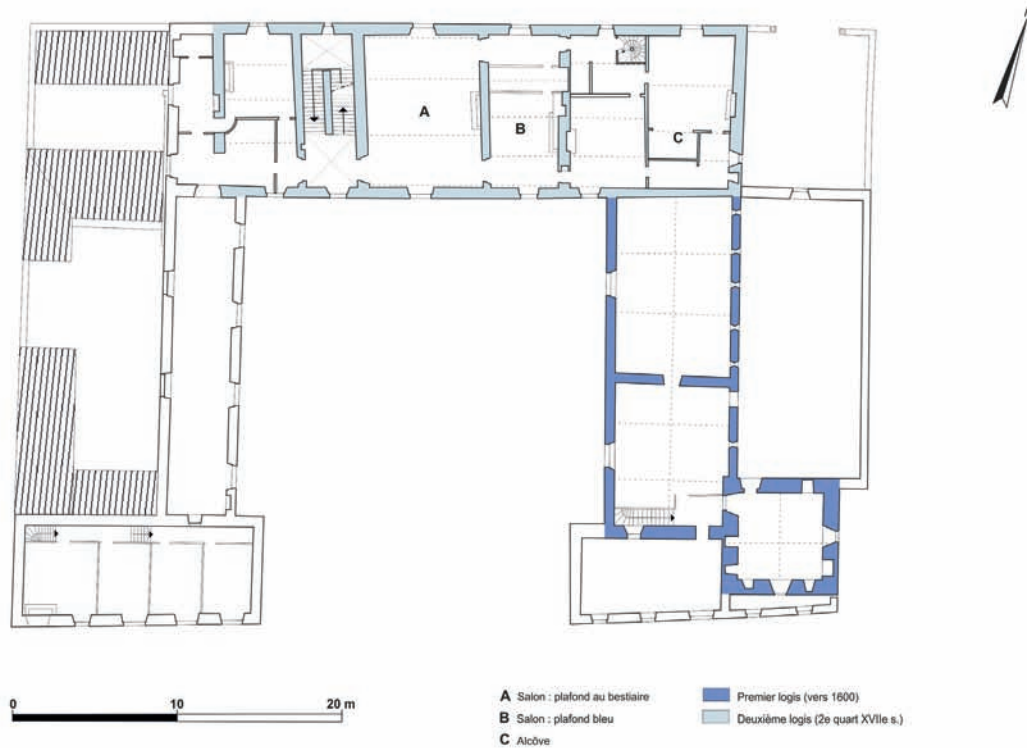 A
B
C
0 10 20 m
A Salon : plafond au bestiaire
B Salon : plafond bleu
C Alcôve
Premier logis (vers 1600)
Deuxième logis (2e quart XVIIe s.)